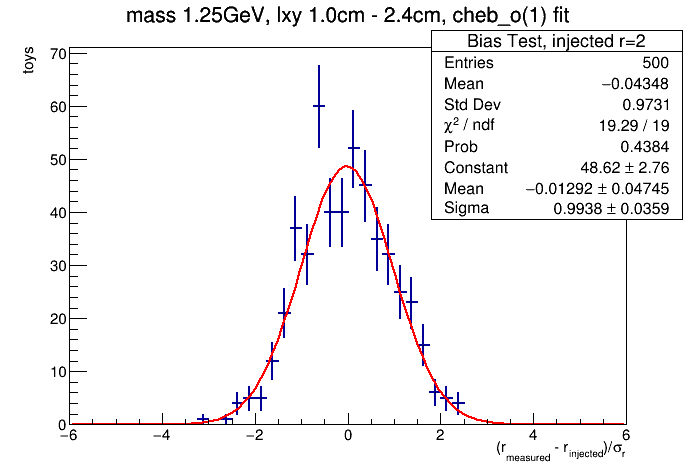 mass 1.25GeV, lxy 1.0cm - 2.4cm, cheb_o(1) fit
Bias Test, injected r=2
Entries 500
Mean −0.04348
Std Dev 0.9731
χ² / ndf 19.29 / 19
Prob 0.4384
Constant 48.62 ± 2.76
Mean −0.01292 ± 0.04745
Sigma 0.9938 ± 0.0359
toys
70
60
50
40
30
20
10
0
−6 −4 −2 0 2 4 6
(r_measured - r_injected)/σ_r